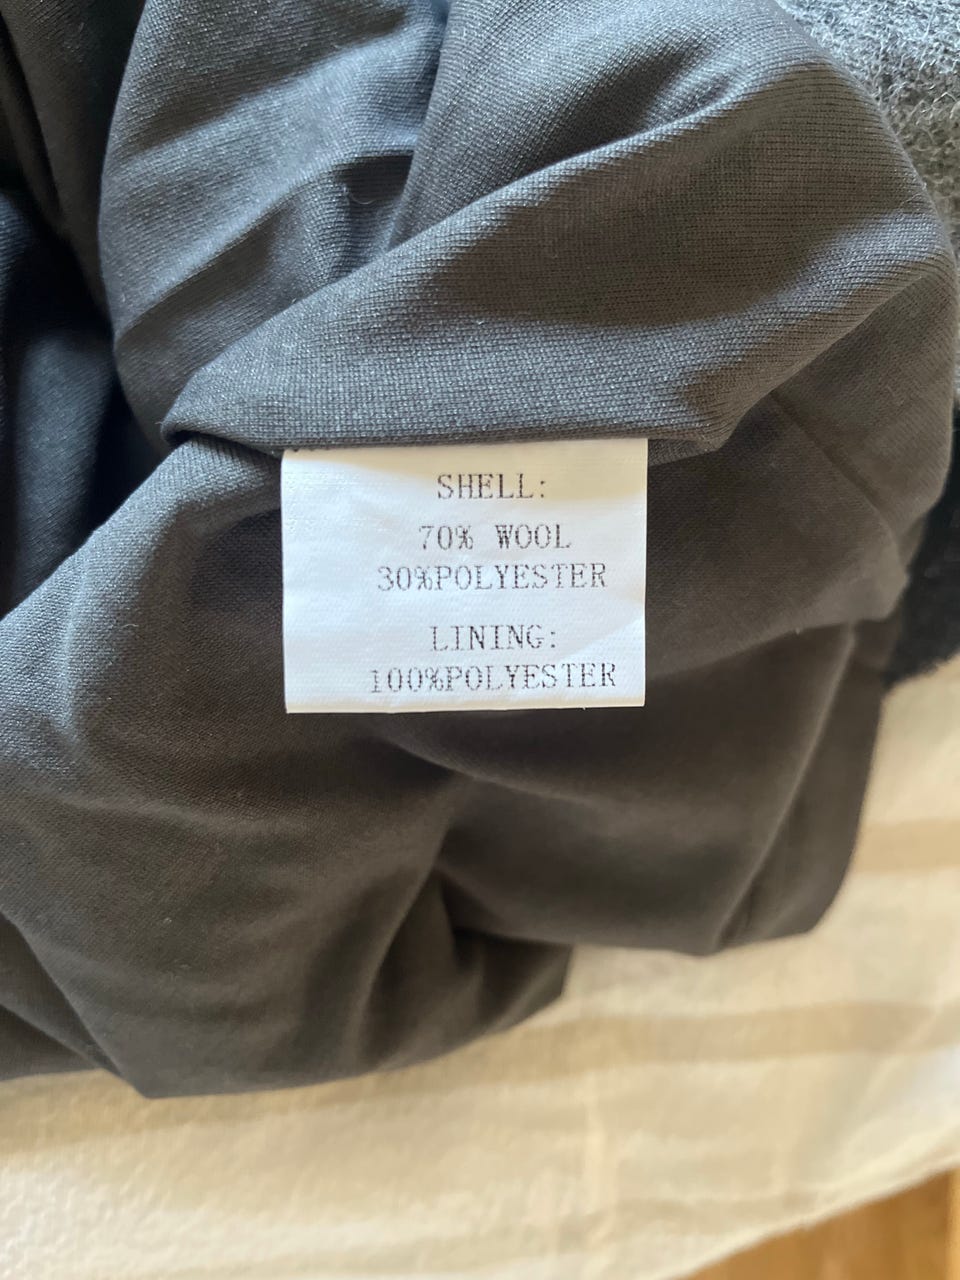 SHELL:
70% WOOL
30%POLYESTER
LINING:
100%POLYESTER